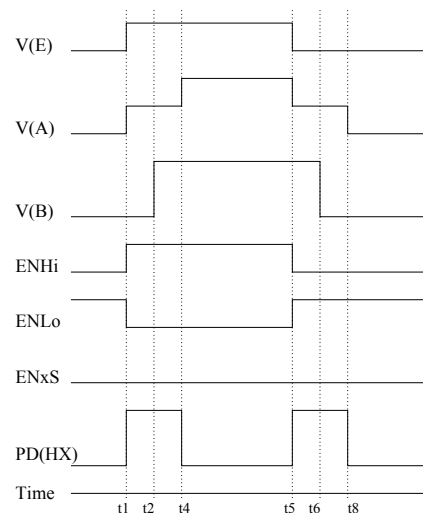 V(E)
V(A)
V(B)
ENHi
ENLo
ENxS
PD(HX)
Time
t1 t2 t4 t5 t6 t8